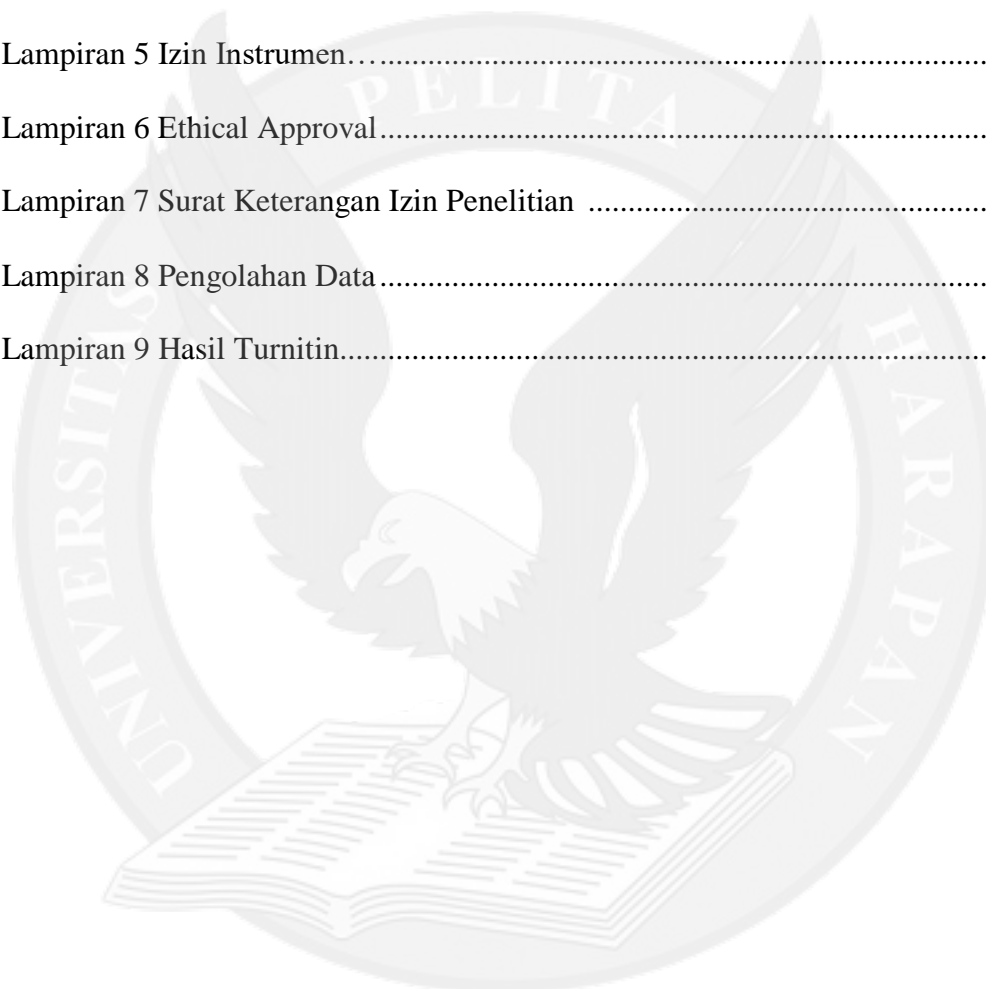 Lampiran 5 Izin Instrumen…............................................................................
Lampiran 6 Ethical Approval............................................................................
Lampiran 7 Surat Keterangan Izin Penelitian ..................................................
Lampiran 8 Pengolahan Data............................................................................
Lampiran 9 Hasil Turnitin.................................................................................
UNIVERSITAS PELITA HARAPAN